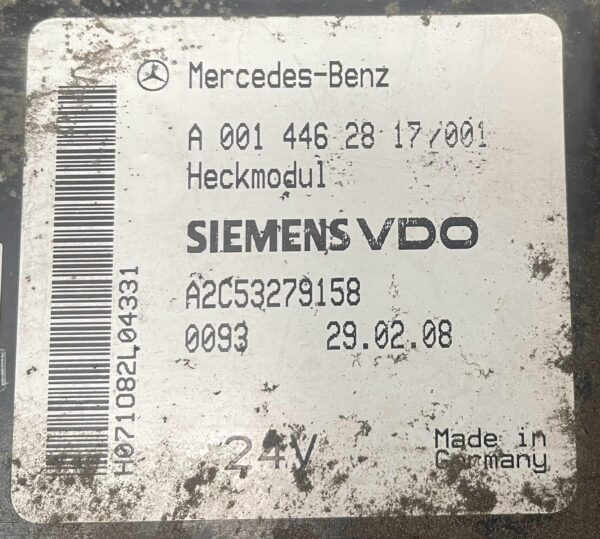 Mercedes-Benz
A 001 446 28 17/001
Heckmodul
SIEMENS VDO
A2C53279158
0093 29.02.08
24V
Made in
Germany
H071082L04331